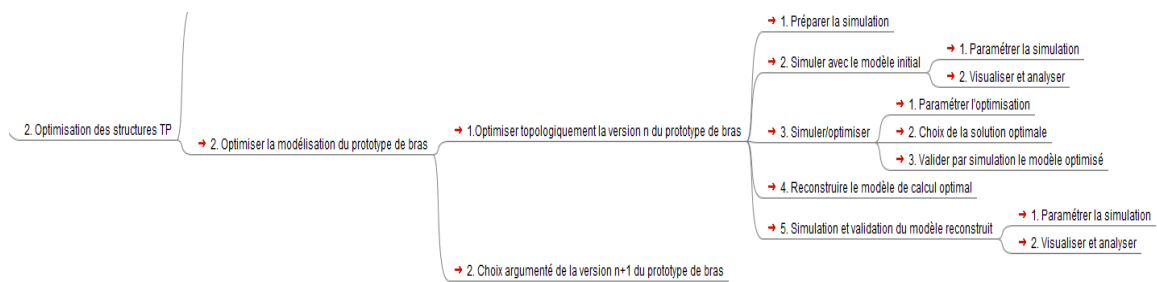 2. Optimisation des structures TP
2. Optimiser la modélisation du prototype de bras
1.Optimiser topologiquement la version n du prototype de bras
1. Préparer la simulation
2. Simuler avec le modèle initial
1. Paramétrer la simulation
2. Visualiser et analyser
3. Simuler/optimiser
1. Paramétrer l'optimisation
2. Choix de la solution optimale
3. Valider par simulation le modèle optimisé
4. Reconstruire le modèle de calcul optimal
5. Simulation et validation du modèle reconstruit
1. Paramétrer la simulation
2. Visualiser et analyser
2. Choix argumenté de la version n+1 du prototype de bras